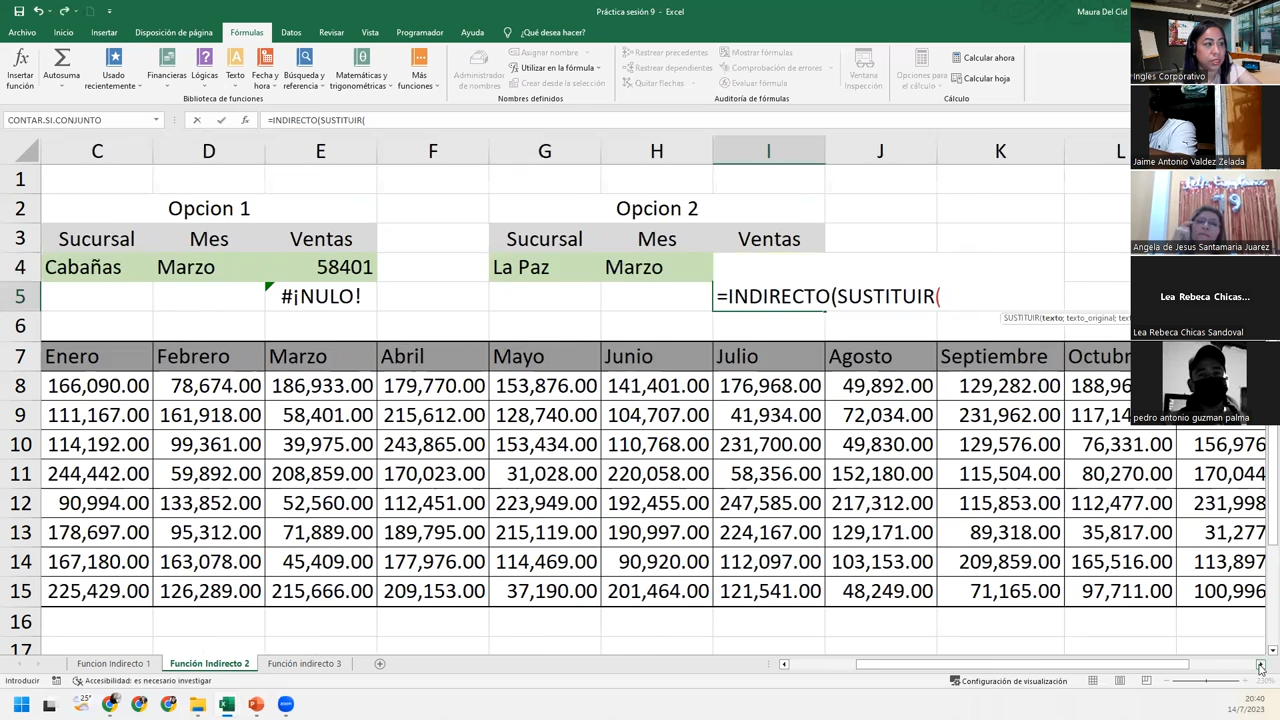 Práctica sesión 9 - Excel
Maura Del Cid
Archivo Inicio Insertar Disposición de página Fórmulas Datos Revisar Vista Programador Ayuda ¿Qué desea hacer?
Insertar función
Autosuma
Usado recientemente
Financieras
Lógicas
Texto
Fecha y hora
Búsqueda y referencia
Matemáticas y trigonométricas
Más funciones
Biblioteca de funciones
Administrador de nombres
Asignar nombre
Utilizar en la fórmula
Crear desde la selección
Nombres definidos
Rastrear precedentes
Rastrear dependientes
Quitar flechas
Mostrar fórmulas
Comprobación de errores
Evaluar fórmula
Auditoría de fórmulas
Ventana Inspección
Opciones para el cálculo
Calcular ahora
Calcular hoja
Cálculo
CONTAR.SI.CONJUNTO
fx
=INDIRECTO(SUSTITUIR(
C D E F G H I J K L
1
2 Opcion 1 Opcion 2
3 Sucursal Mes Ventas Sucursal Mes Ventas
4 Cabañas Marzo 58401 La Paz Marzo
5 #¡NULO! =INDIRECTO(SUSTITUIR(
SUSTITUIR(texto; texto_original;
6
7 Enero Febrero Marzo Abril Mayo Junio Julio Agosto Septiembre
8 166,090.00 78,674.00 186,933.00 179,770.00 153,876.00 141,401.00 176,968.00 49,892.00 129,282.00
9 111,167.00 161,918.00 58,401.00 215,612.00 128,740.00 104,707.00 41,934.00 72,034.00 231,962.00
10 114,192.00 99,361.00 39,975.00 243,865.00 153,434.00 110,768.00 231,700.00 49,830.00 129,576.00 76,331.00 156,976
11 244,442.00 59,892.00 208,859.00 170,023.00 31,028.00 220,058.00 58,356.00 152,180.00 115,504.00 80,270.00 170,044
12 90,994.00 133,852.00 52,560.00 112,451.00 223,949.00 192,455.00 247,585.00 217,312.00 115,853.00 112,477.00 231,998
13 178,697.00 95,312.00 71,889.00 189,795.00 215,119.00 190,997.00 224,167.00 129,171.00 89,318.00 35,817.00 31,277
14 167,180.00 163,078.00 45,409.00 177,976.00 114,469.00 90,920.00 112,097.00 103,153.00 209,859.00 165,516.00 113,897
15 225,429.00 126,289.00 215,666.00 209,153.00 37,190.00 201,464.00 121,541.00 48,249.00 71,165.00 97,711.00 100,996
16
17
Funcion Indirecto 1 Función Indirecto 2 Función indirecto 3
Introducir
Accesibilidad: es necesario investigar
Configuración de visualización
230%
25°
20:40
14/7/2023
Ingles Corporativo
Jaime Antonio Valdez Zelada
Angela de Jesus Santamaria Juarez
Lea Rebeca Chicas...
Lea Rebeca Chicas Sandoval
pedro antonio guzman palma